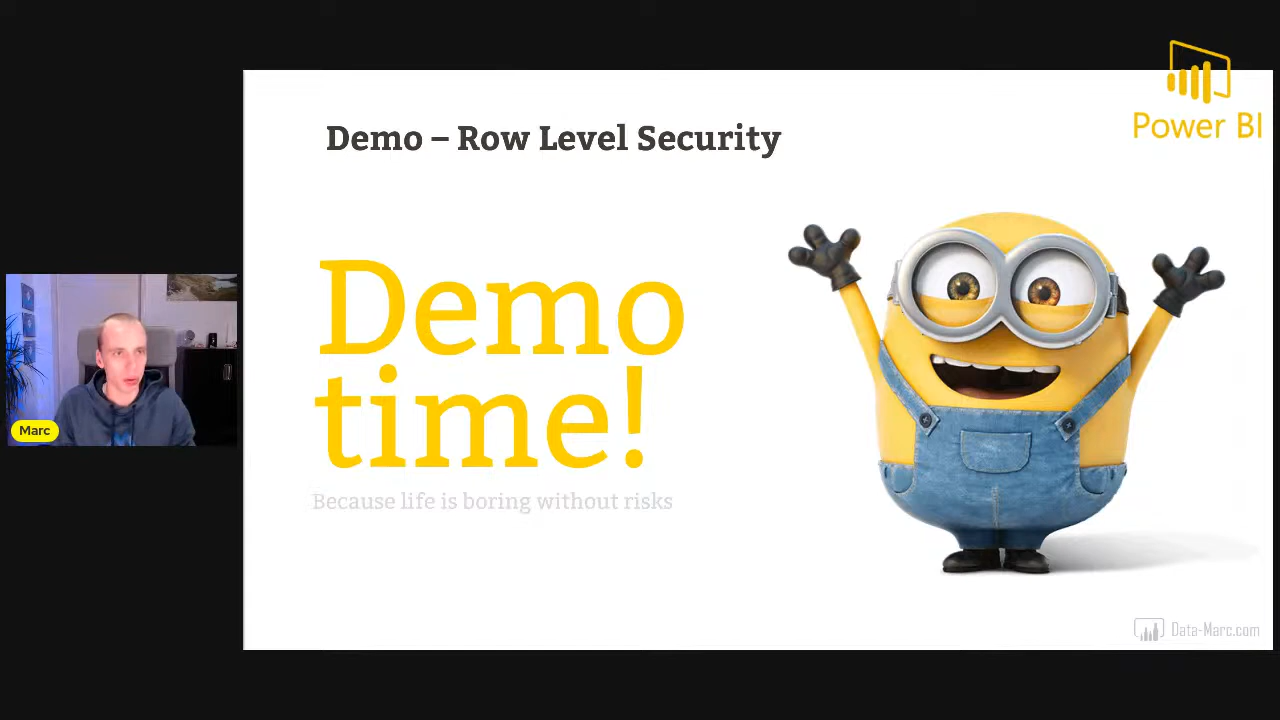 Power BI
Demo – Row Level Security
Demo
time!
Because life is boring without risks
Marc
Data-Marc.com